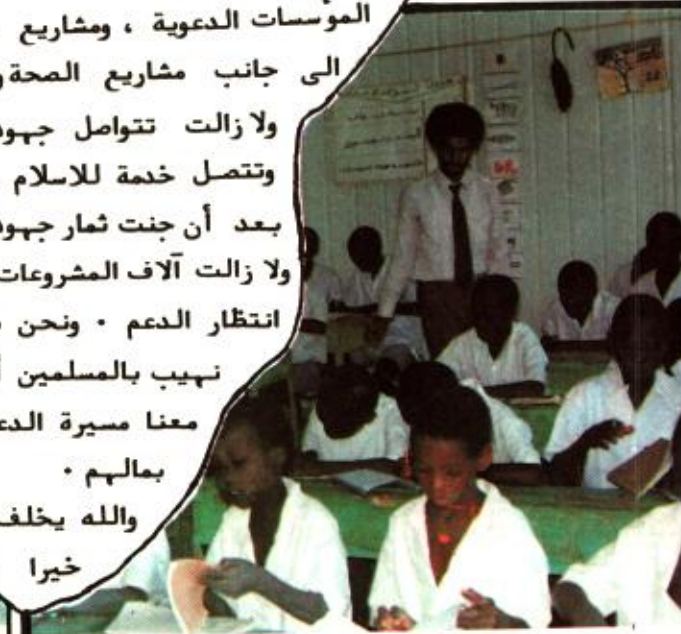 المؤسسات الدعوية ، ومشاريع
الى جانب مشاريع الصحة
ولا زالت تتواصل جهود
وتتصل خدمة للاسلام
بعد أن جنت ثمار جهود
ولا زالت آلاف المشروعات
انتظار الدعم . ونحن
نهيب بالمسلمين
معنا مسيرة الدع
بمالهم .
والله يخلف
خيرا